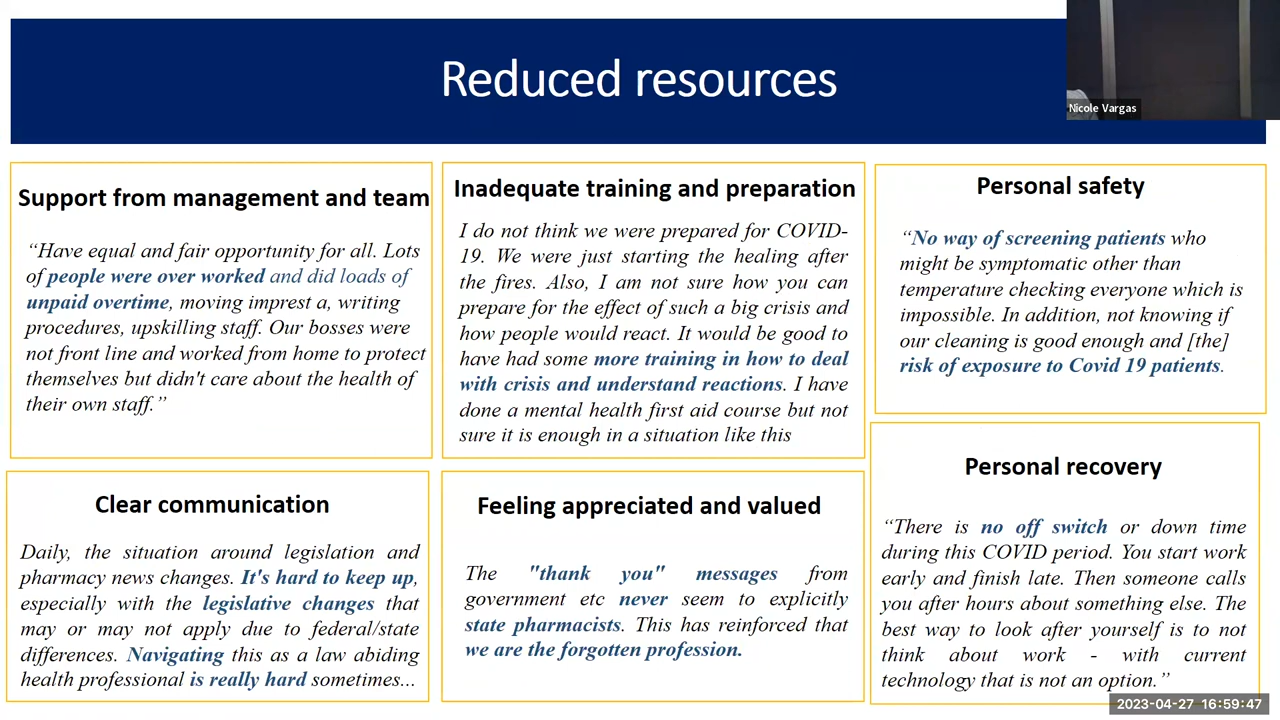 Reduced resources
Nicole Vargas
Support from management and team
“Have equal and fair opportunity for all. Lots
of people were over worked and did loads of
unpaid overtime, moving imprest a, writing
procedures, upskilling staff. Our bosses were
not front line and worked from home to protect
themselves but didn't care about the health of
their own staff.”
Inadequate training and preparation
I do not think we were prepared for COVID-
19. We were just starting the healing after
the fires. Also, I am not sure how you can
prepare for the effect of such a big crisis and
how people would react. It would be good to
have had some more training in how to deal
with crisis and understand reactions. I have
done a mental health first aid course but not
sure it is enough in a situation like this
Personal safety
“No way of screening patients who
might be symptomatic other than
temperature checking everyone which is
impossible. In addition, not knowing if
our cleaning is good enough and [the]
risk of exposure to Covid 19 patients.
Clear communication
Daily, the situation around legislation and
pharmacy news changes. It's hard to keep up,
especially with the legislative changes that
may or may not apply due to federal/state
differences. Navigating this as a law abiding
health professional is really hard sometimes...
Feeling appreciated and valued
The "thank you" messages from
government etc never seem to explicitly
state pharmacists. This has reinforced that
we are the forgotten profession.
Personal recovery
“There is no off switch or down time
during this COVID period. You start work
early and finish late. Then someone calls
you after hours about something else. The
best way to look after yourself is to not
think about work - with current
technology that is not an option.”
2023-04-27 16:59:47